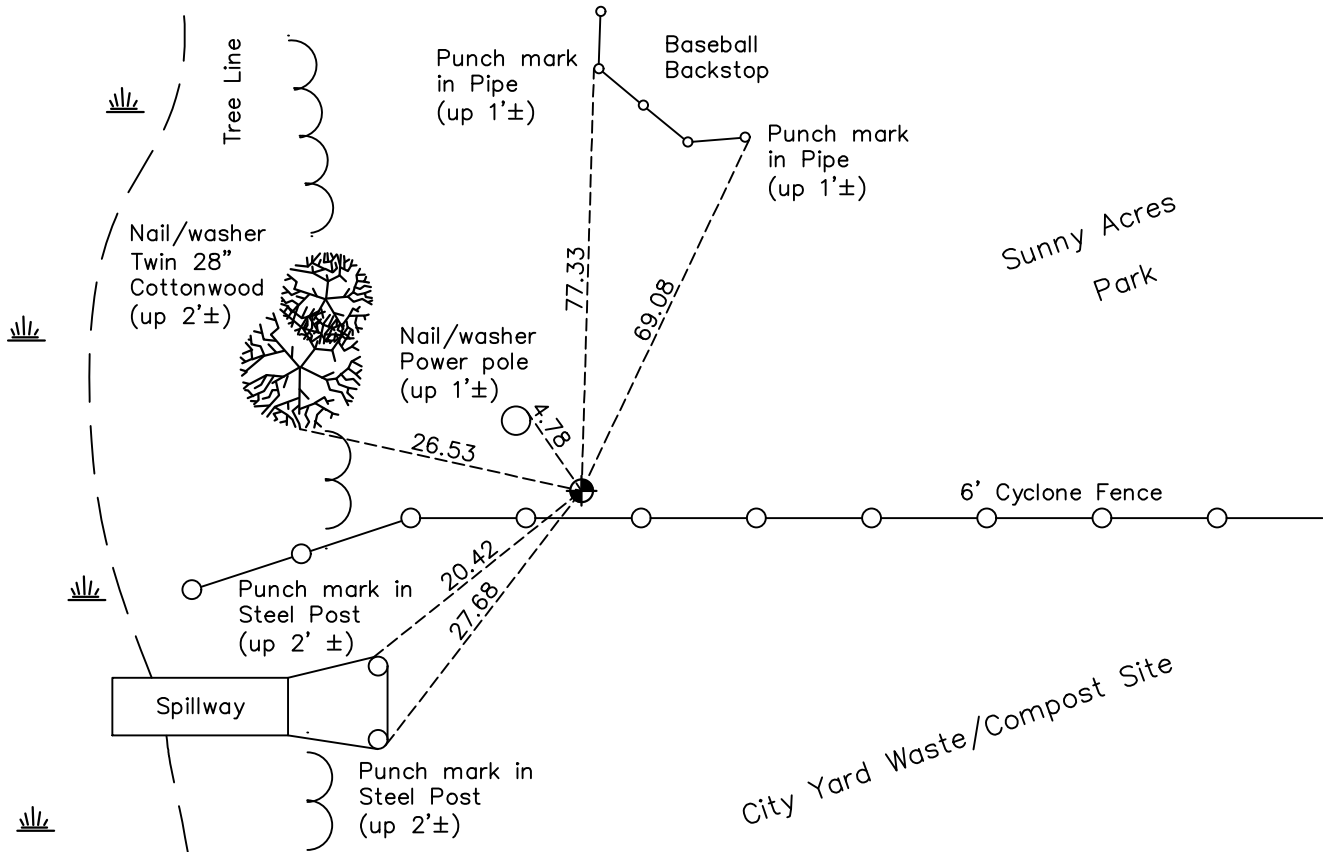 Tree Line
Punch mark
in Pipe
(up 1'±)
Baseball
Backstop
Punch mark
in Pipe
(up 1'±)
Sunny Acres
Park
Nail/washer
Twin 28"
Cottonwood
(up 2'±)
77.33
69.08
Nail/washer
Power pole
(up 1'±)
4.78
26.53
6' Cyclone Fence
20.42
27.68
Punch mark in
Steel Post
(up 2' ±)
Spillway
City Yard Waste/Compost Site
Punch mark in
Steel Post
(up 2'±)